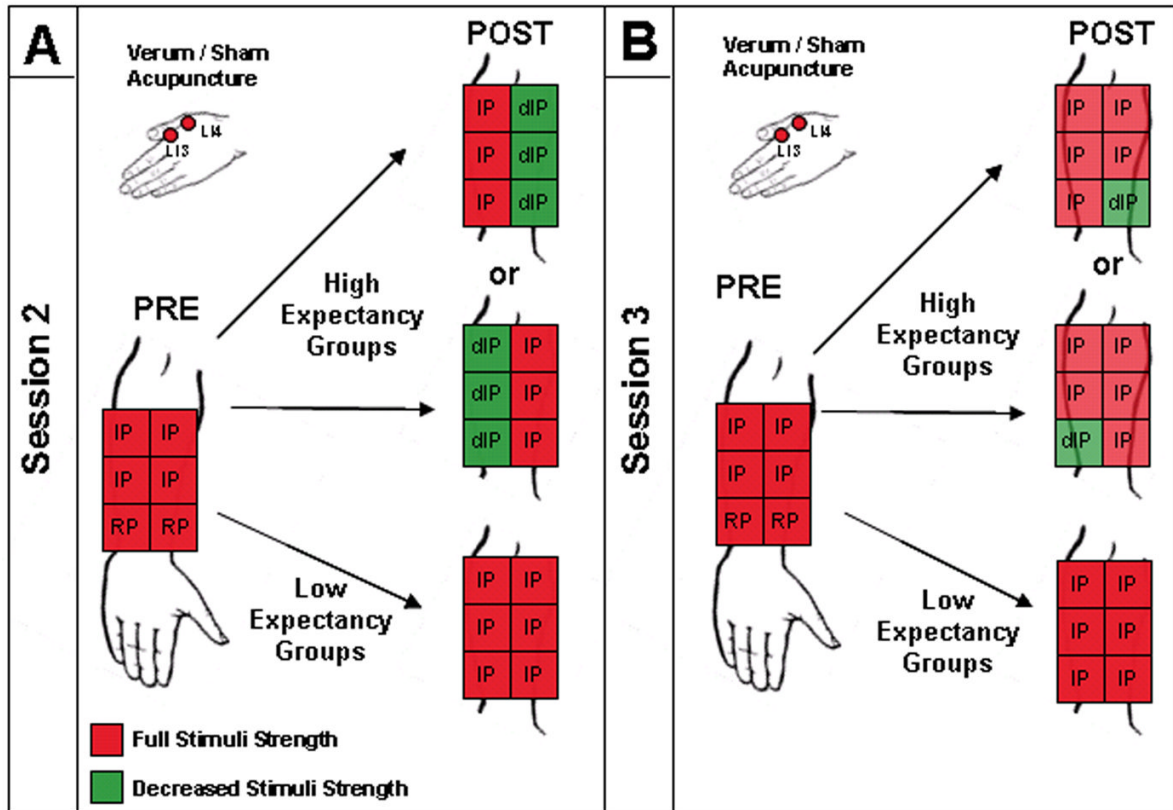 A
Session 2
Verum / Sham
Acupuncture
LI4
LI3
PRE
IP IP
IP IP
RP RP
High
Expectancy
Groups
Low
Expectancy
Groups
POST
IP dIP
IP dIP
IP dIP
or
dIP IP
dIP IP
dIP IP
IP IP
IP IP
IP IP
Full Stimuli Strength
Decreased Stimuli Strength
B
Session 3
Verum / Sham
Acupuncture
LI4
LI3
PRE
IP IP
IP IP
RP RP
High
Expectancy
Groups
Low
Expectancy
Groups
POST
IP IP
IP IP
IP dIP
or
IP IP
IP IP
dIP IP
IP IP
IP IP
IP IP